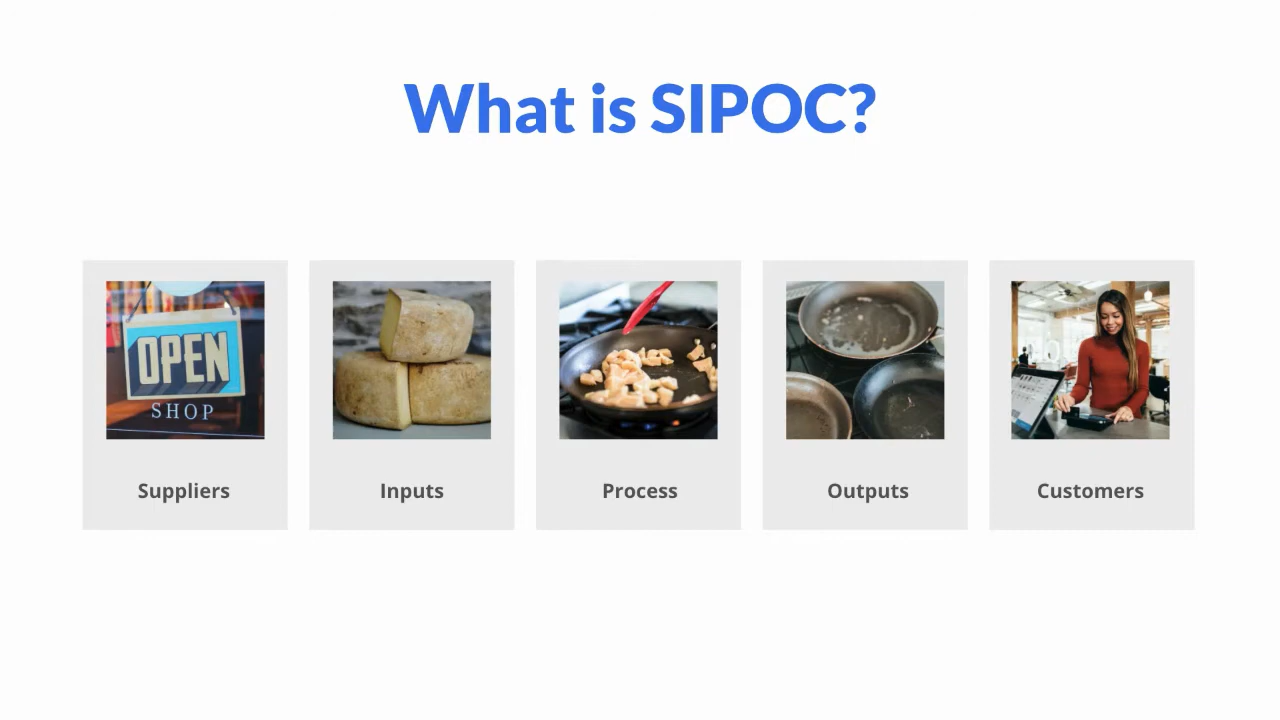 What is SIPOC?
OPEN
SHOP
Suppliers
Inputs
Process
Outputs
Customers